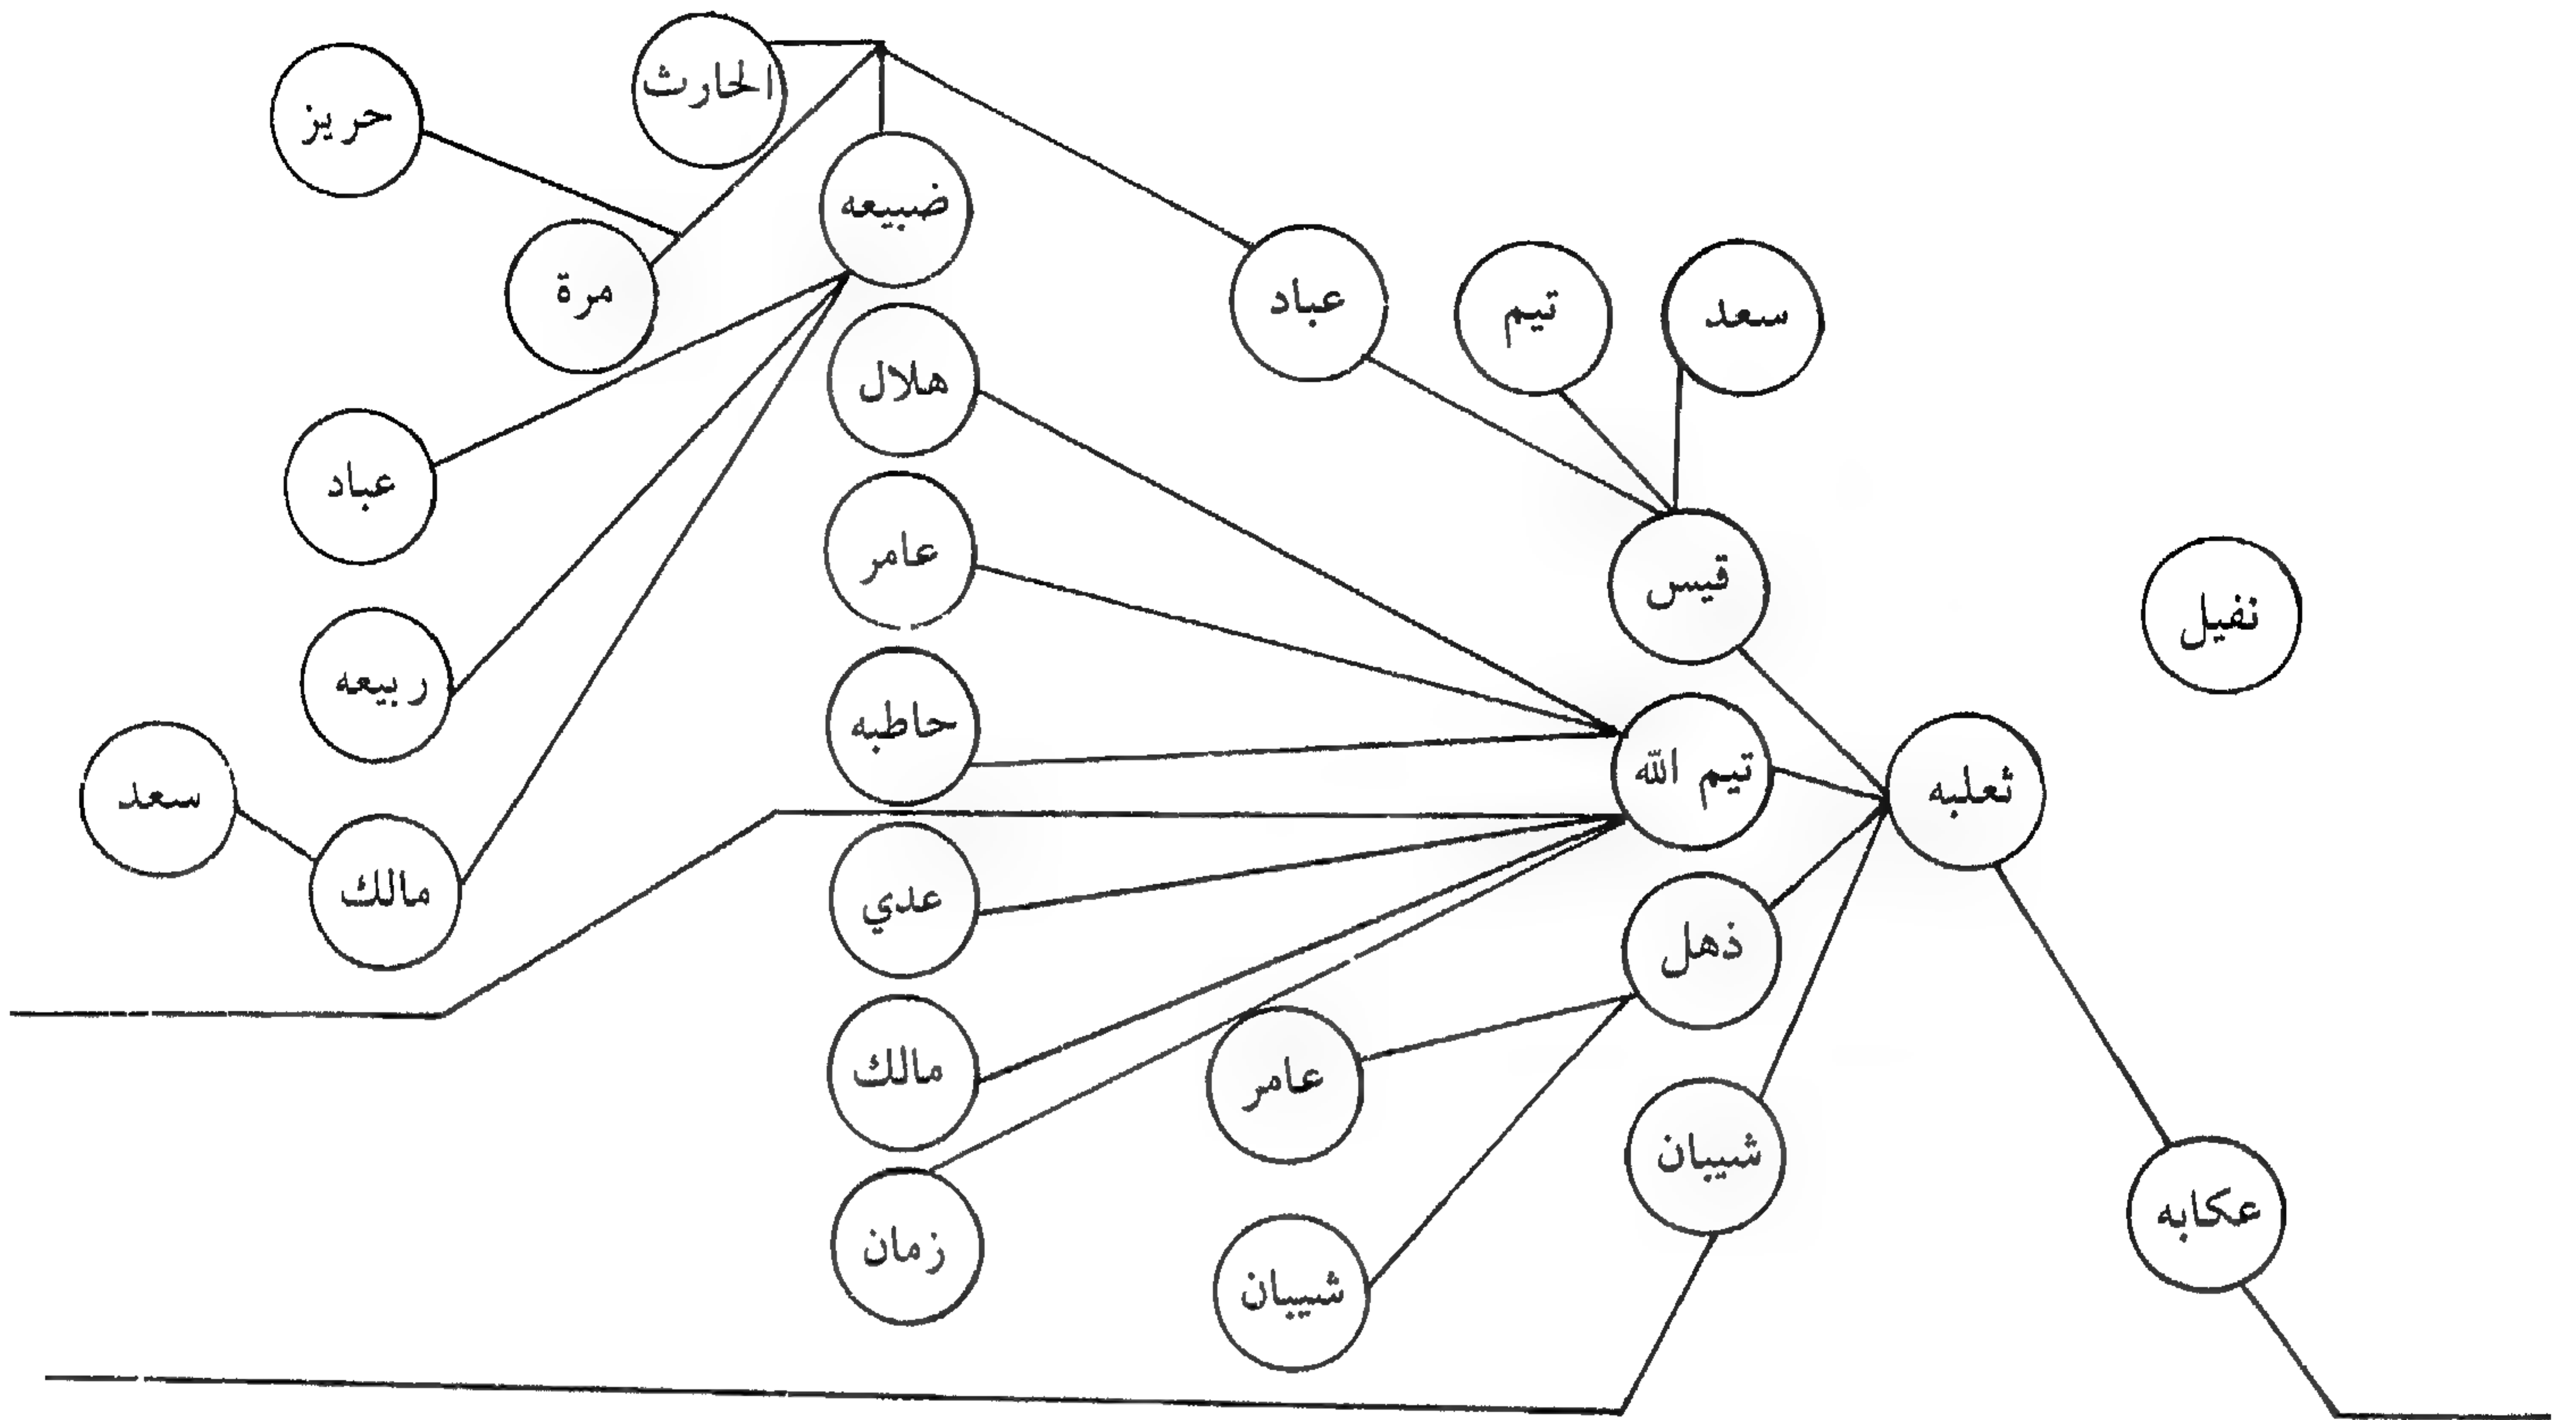 الحارث
حريز
ضبيعه
مرة
سعد
تيم
عباد
هلال
عباد
عامر
قيس
نفيل
ربيعه
حاطبه
تيم الله
ثعلبه
سعد
مالك
عدي
ذهل
مالك
عامر
شيبان
عكابه
زمان
شيبان